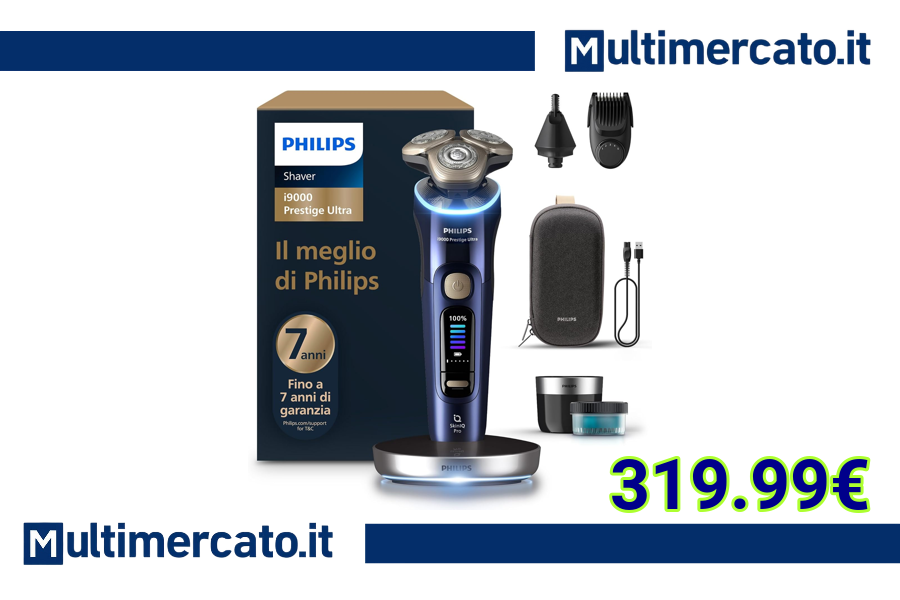 Multimercato.it
PHILIPS
Shaver
i9000
Prestige Ultra
Il meglio
di Philips
7 anni
Fino a
7 anni di
garanzia
Philips.com/support
for T&C
PHILIPS
i9000 Prestige Ultra
100%
SkinIQ
Pro
PHILIPS
PHILIPS
PHILIPS
319.99€
Multimercato.it